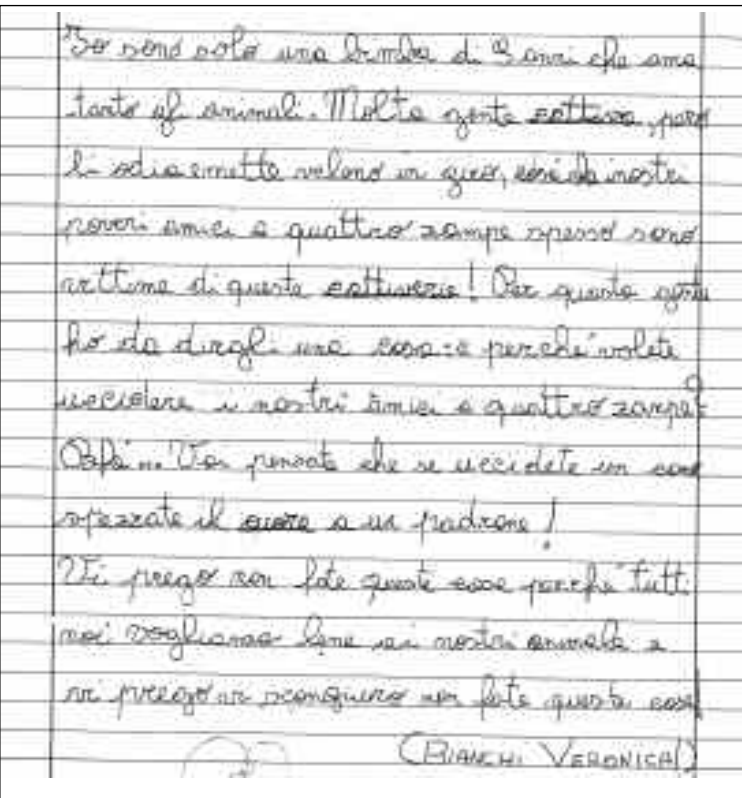 Io sono solo una bimba di 9 anni che ama
tanto gli animali. Molta gente cattiva, però
li odia e mette veleno in giro, così che i nostri
poveri amici a quattro zampe spesso sono
vittime di queste cattiverie! Per questa gente
ho da dirgli una cosa: e perché volete
uccidere i nostri amici a quattro zampe?
Voi pensate che se uccidete un cane
spezzate il cuore a un padrone!
Vi prego non fate queste cose perché tutti
noi vogliamo bene ai nostri animali e
vi prego vi scongiuro non fate questa cosa!
(BIANCHI VERONICA)